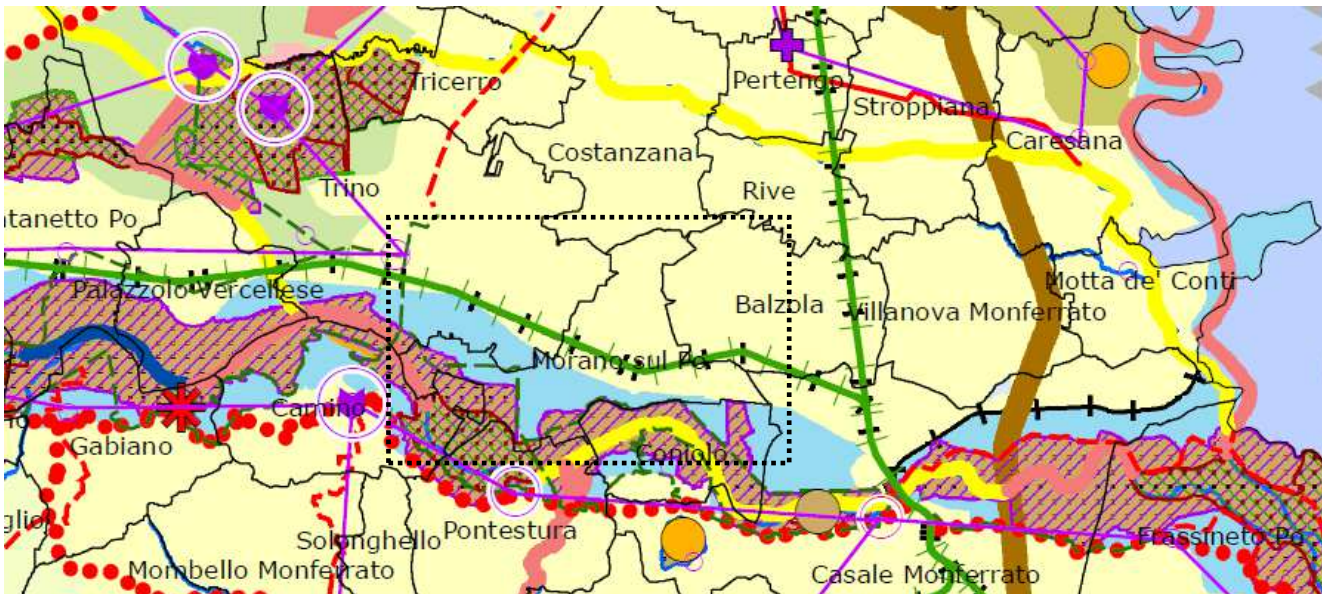 Tricerro
Pertengo
Stroppiana
Caresana
Costanzana
Trino
Rive
tanetto Po
Palazzolo Vercellese
Balzola
Villanova Monferrato
Motta de' Conti
Morano sul Po
Camino
Gabiano
Coniolo
Pontestura
Solonghello
Mombello Monferrato
Casale Monferrato
Frassineto Po
glio